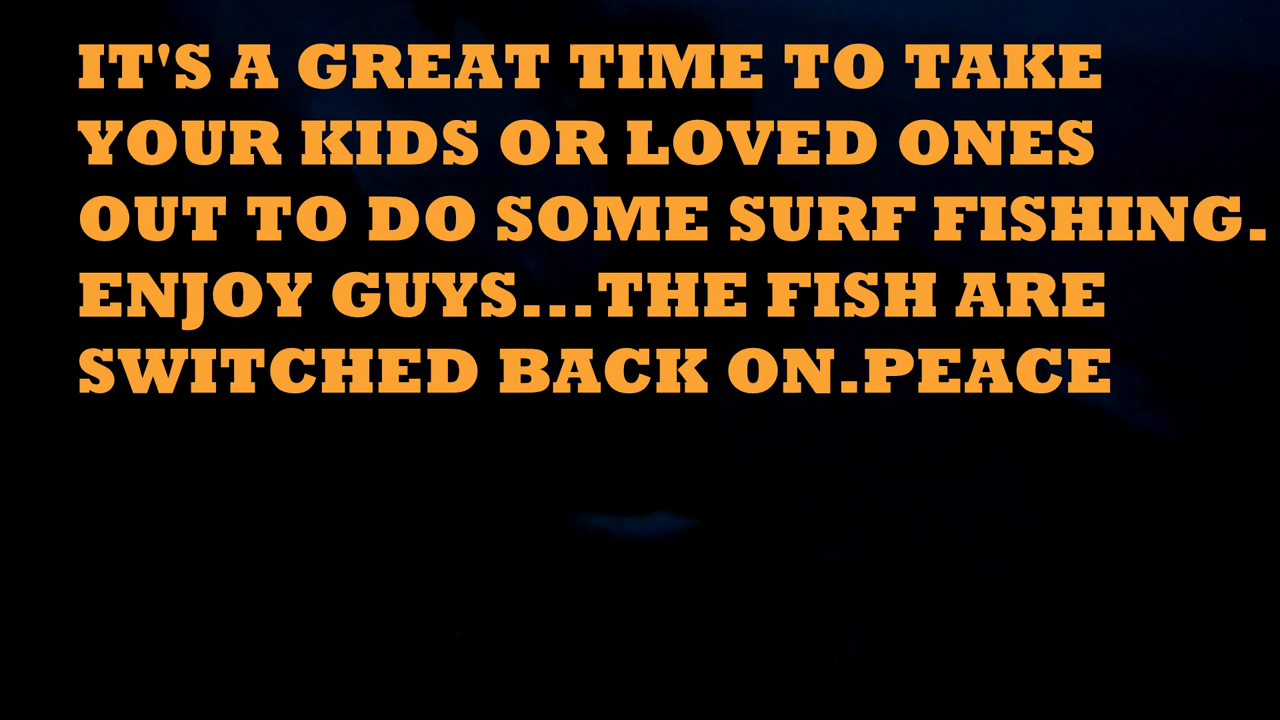 IT'S A GREAT TIME TO TAKE
YOUR KIDS OR LOVED ONES
OUT TO DO SOME SURF FISHING.
ENJOY GUYS...THE FISH ARE
SWITCHED BACK ON.PEACE